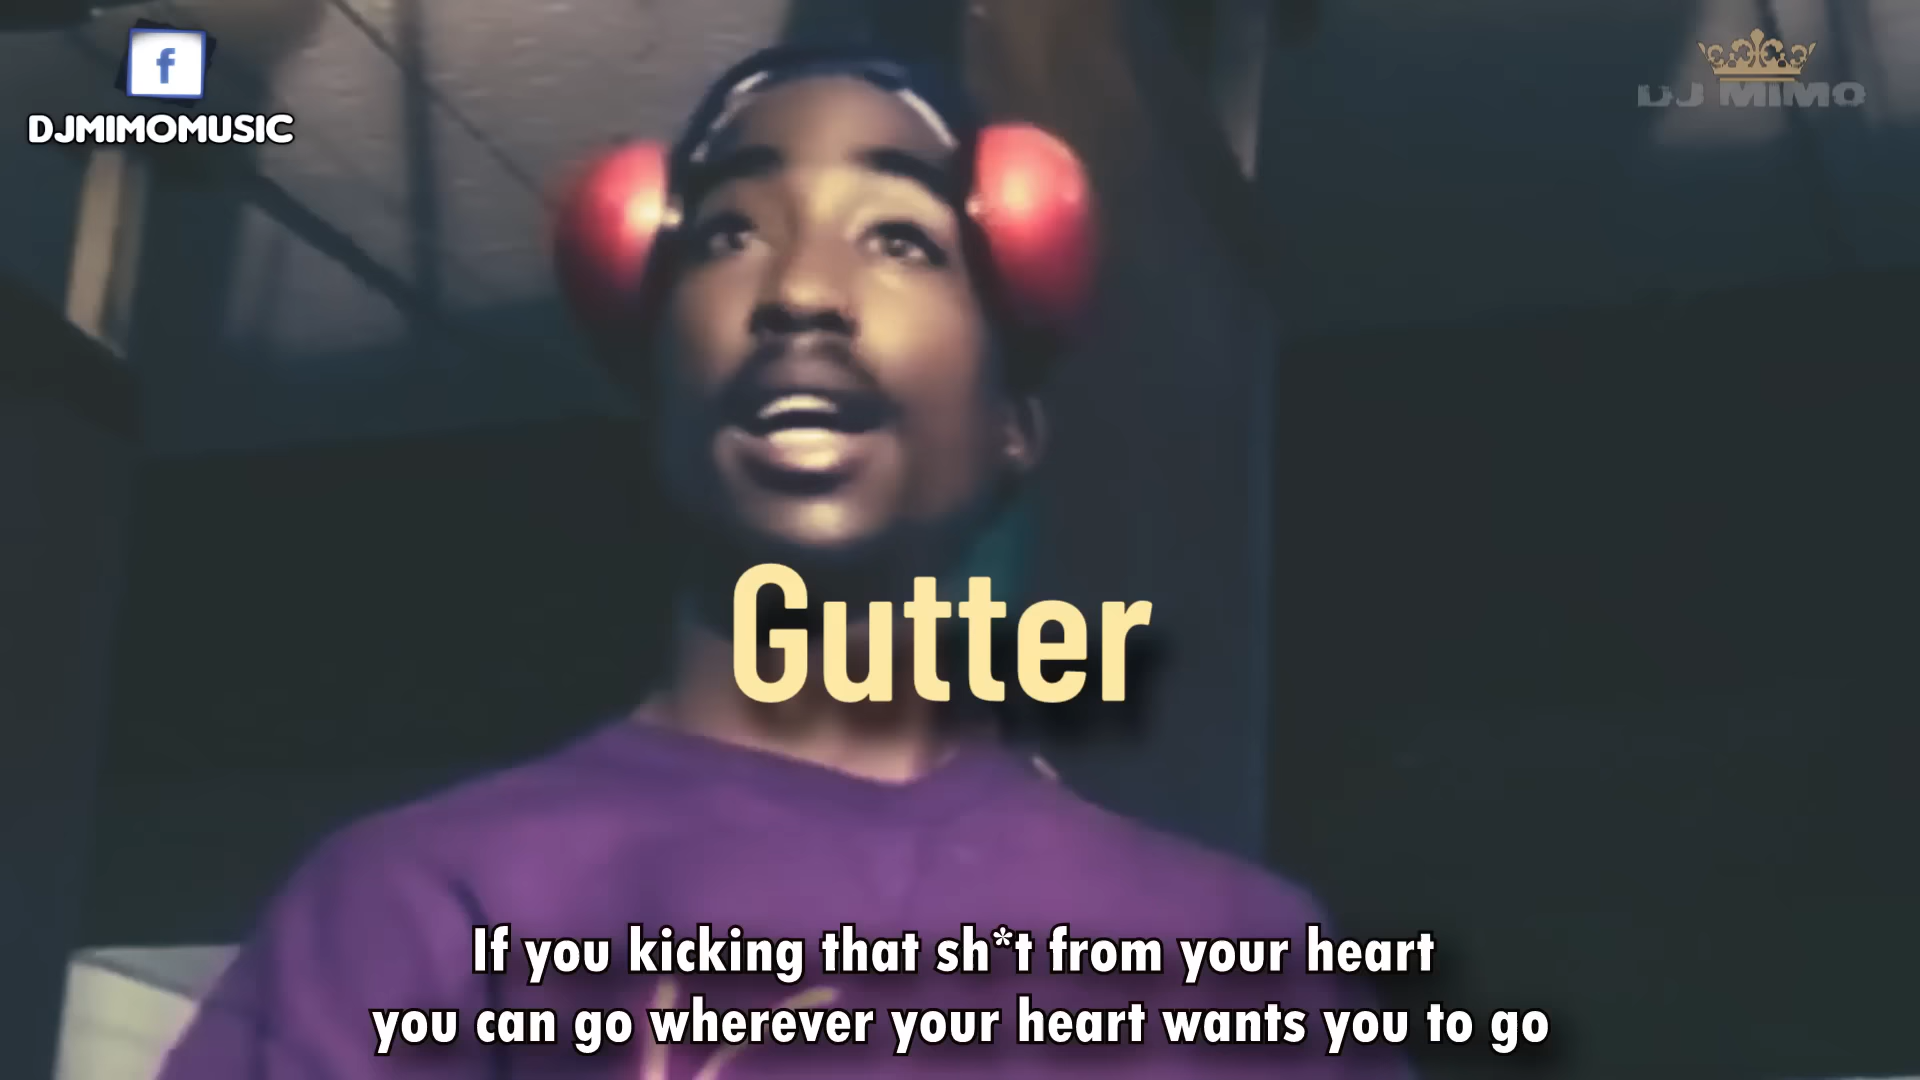 f
DJMIMOMUSIC
DJ MIMO
Gutter
If you kicking that sh*t from your heart
you can go wherever your heart wants you to go